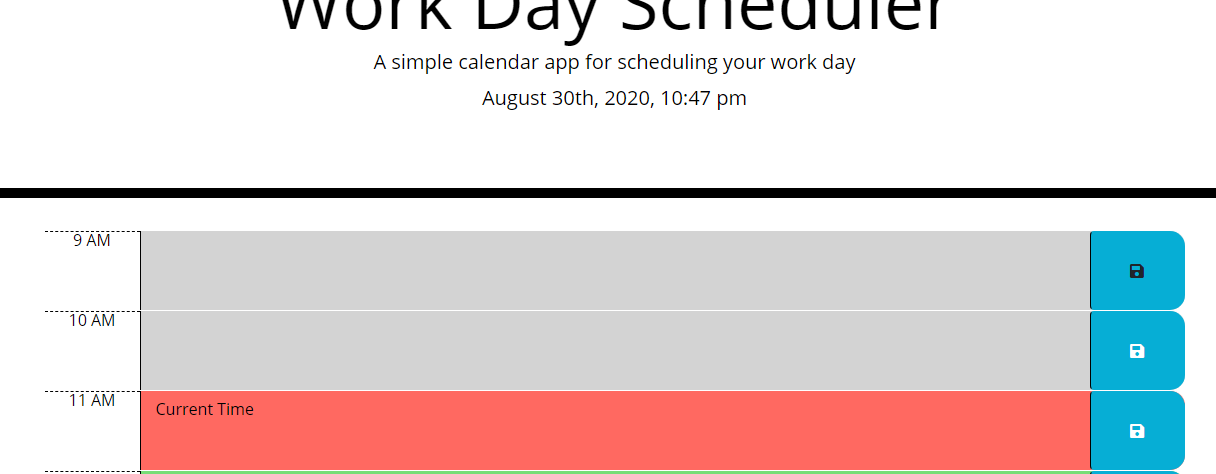 Work Day Scheduler
A simple calendar app for scheduling your work day
August 30th, 2020, 10:47 pm
9 AM
10 AM
11 AM
Current Time